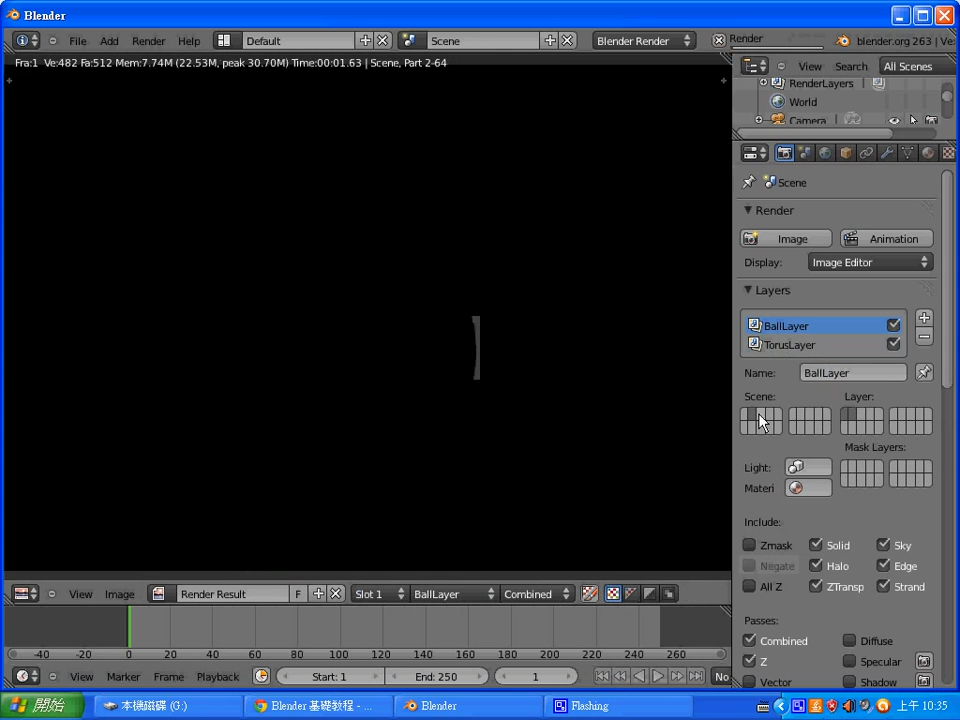 Blender
File Add Render Help Default Scene Blender Render Render blender.org 263 | Ve:
Fra:1 Ve:482 Fa:512 Mem:7.74M (22.53M, peak 30.70M) Time:00:01.63 | Scene, Part 2-64
View Search All Scenes
RenderLayers
World
Camera
Scene
Render
Image Animation
Display: Image Editor
Layers
BallLayer
TorusLayer
Name: BallLayer
Scene: Layer:
Mask Layers:
Light:
Materi
Include:
Zmask Solid Sky
Negate Halo Edge
All Z ZTransp Strand
Passes:
Combined Diffuse
Z Specular
Vector Shadow
View Image Render Result F Slot 1 BallLayer Combined
-40 -20 0 20 40 60 80 100 120 140 160 180 200 220 240 260
View Marker Frame Playback Start: 1 End: 250 1 No
開始 本機磁碟 (G:) Blender 基礎教程 - ... Blender Flashing 上午 10:35